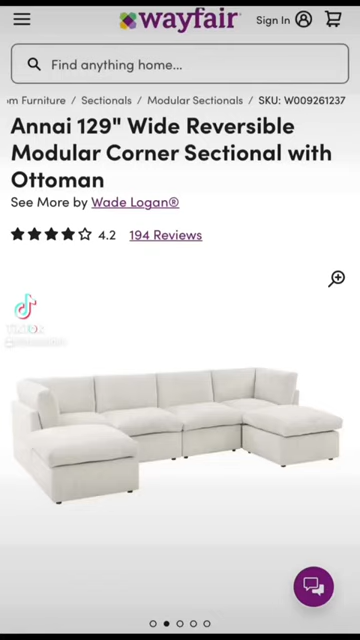 wayfair
Sign In
Find anything home...
om Furniture / Sectionals / Modular Sectionals / SKU: W009261237
Annai 129" Wide Reversible
Modular Corner Sectional with
Ottoman
See More by Wade Logan®
4.2 194 Reviews